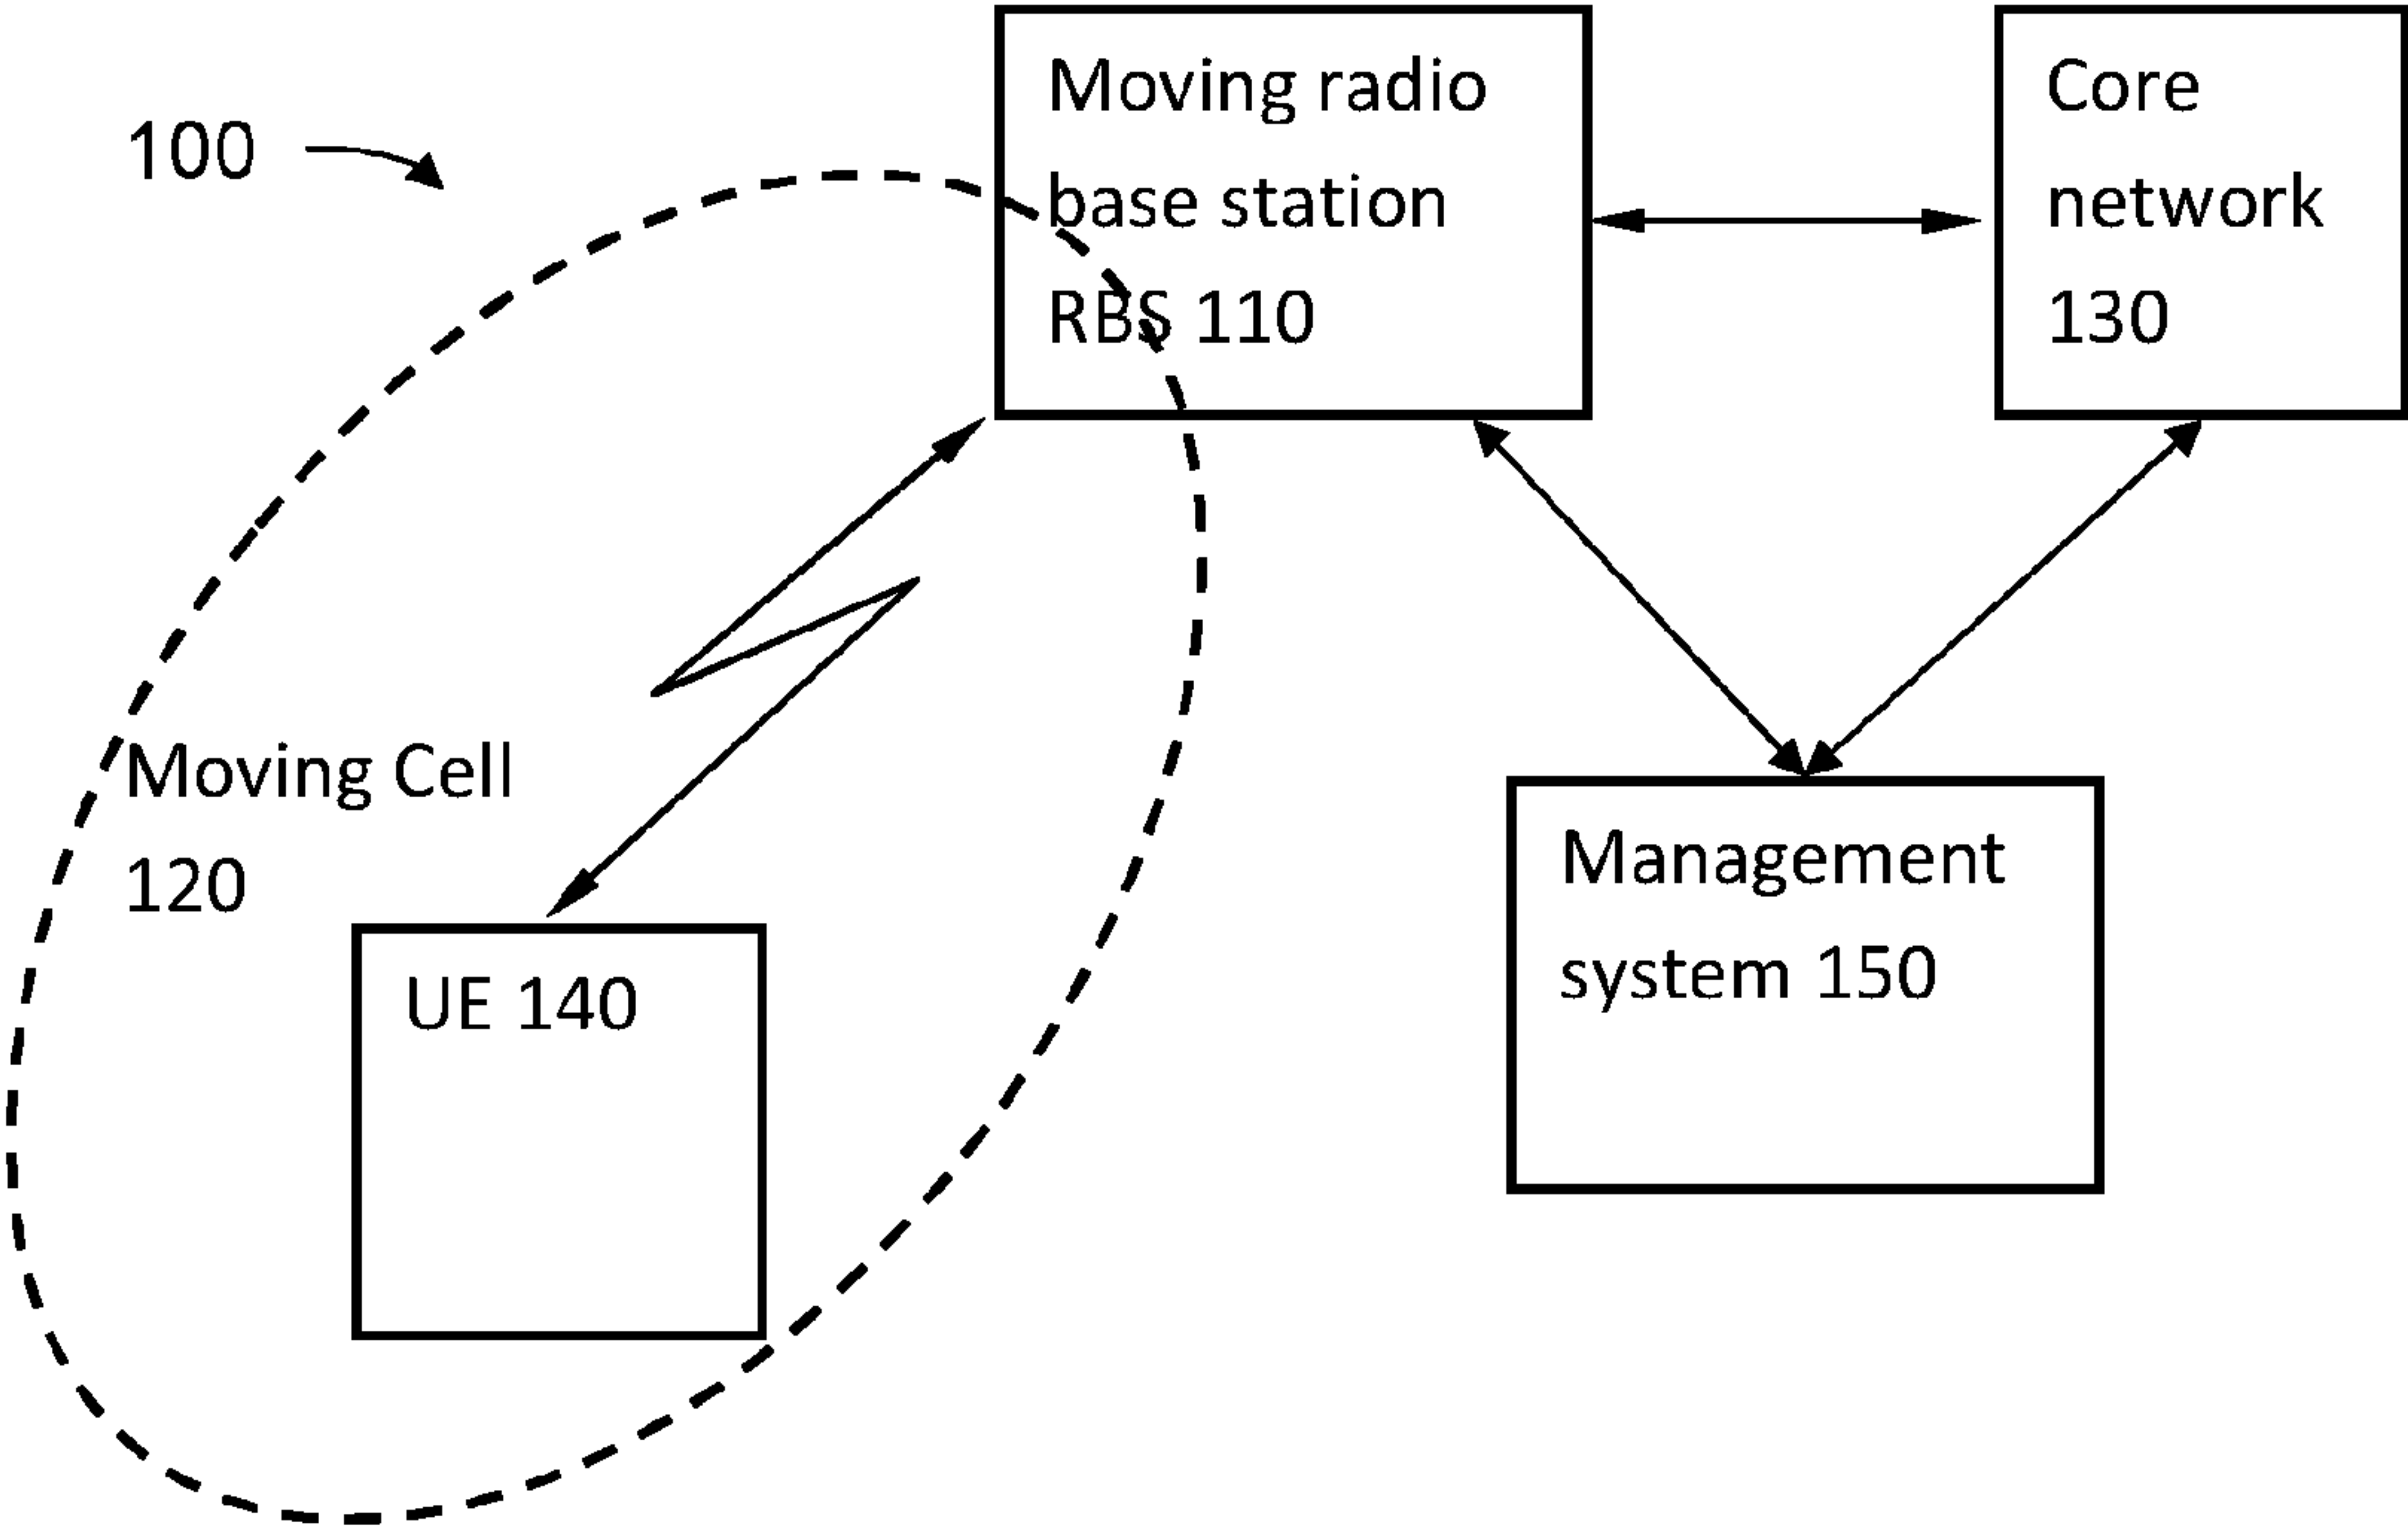 100
Moving radio
base station
RBS 110
Core
network
130
Moving Cell
120
UE 140
Management
system 150